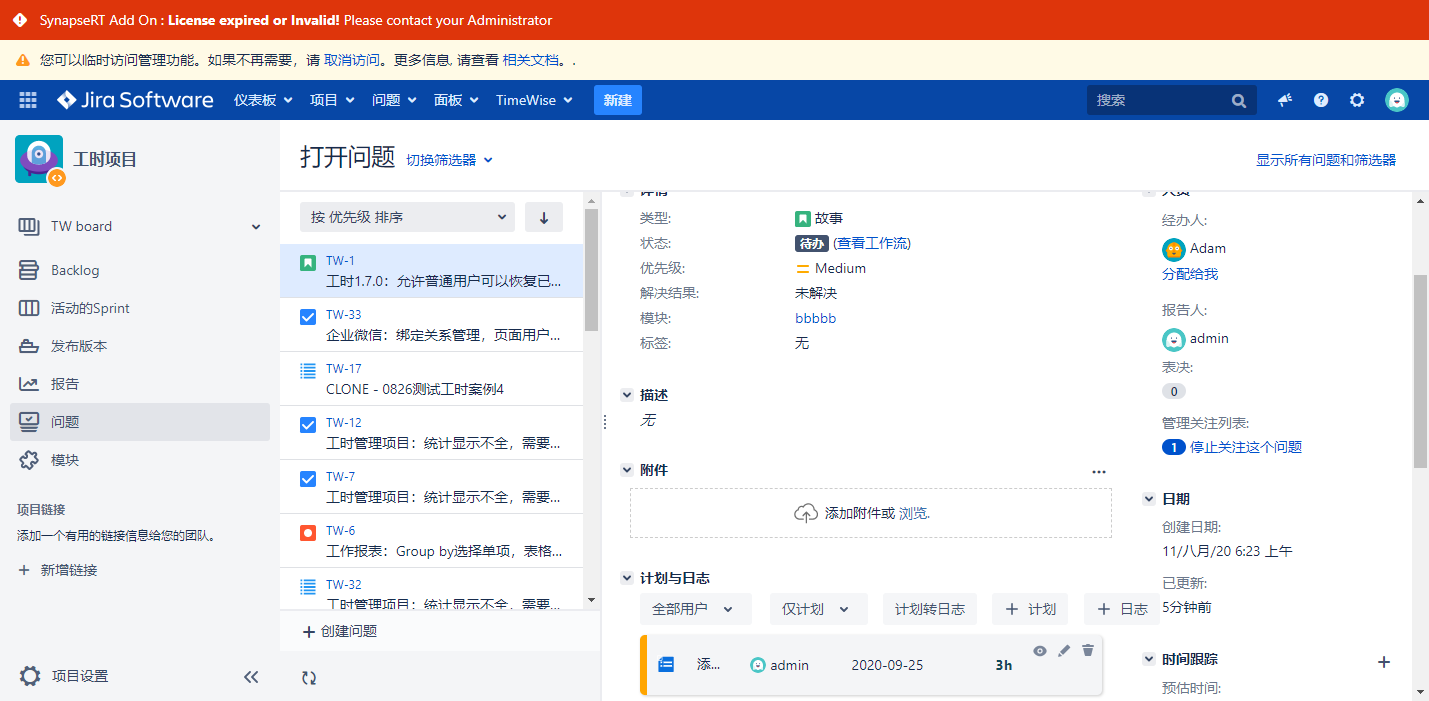 SynapseRT Add On : License expired or Invalid! Please contact your Administrator
您可以临时访问管理功能。如果不再需要，请 取消访问。更多信息, 请查看 相关文档。.
Jira Software 仪表板 项目 问题 面板 TimeWise 新建 搜索
工时项目
TW board
Backlog
活动的Sprint
发布版本
报告
问题
模块
项目链接
添加一个有用的链接信息给您的团队。
新增链接
项目设置
打开问题 切换筛选器
显示所有问题和筛选器
按 优先级 排序
TW-1
工时1.7.0：允许普通用户可以恢复已...
TW-33
企业微信：绑定关系管理，页面用户...
TW-17
CLONE - 0826测试工时案例4
TW-12
工时管理项目：统计显示不全，需要...
TW-7
工时管理项目：统计显示不全，需要...
TW-6
工作报表：Group by选择单项，表格...
TW-32
工时管理项目：统计显示不全，需要...
创建问题
详情
类型: 故事
状态: 待办 (查看工作流)
优先级: Medium
解决结果: 未解决
模块: bbbbb
标签: 无
描述
无
附件
添加附件或 浏览.
计划与日志
全部用户 仅计划 计划转日志 计划 日志
添... admin 2020-09-25 3h
人员
经办人:
Adam
分配给我
报告人:
admin
表决:
0
管理关注列表:
1 停止关注这个问题
日期
创建日期:
11/八月/20 6:23 上午
已更新:
5分钟前
时间跟踪
预估时间: